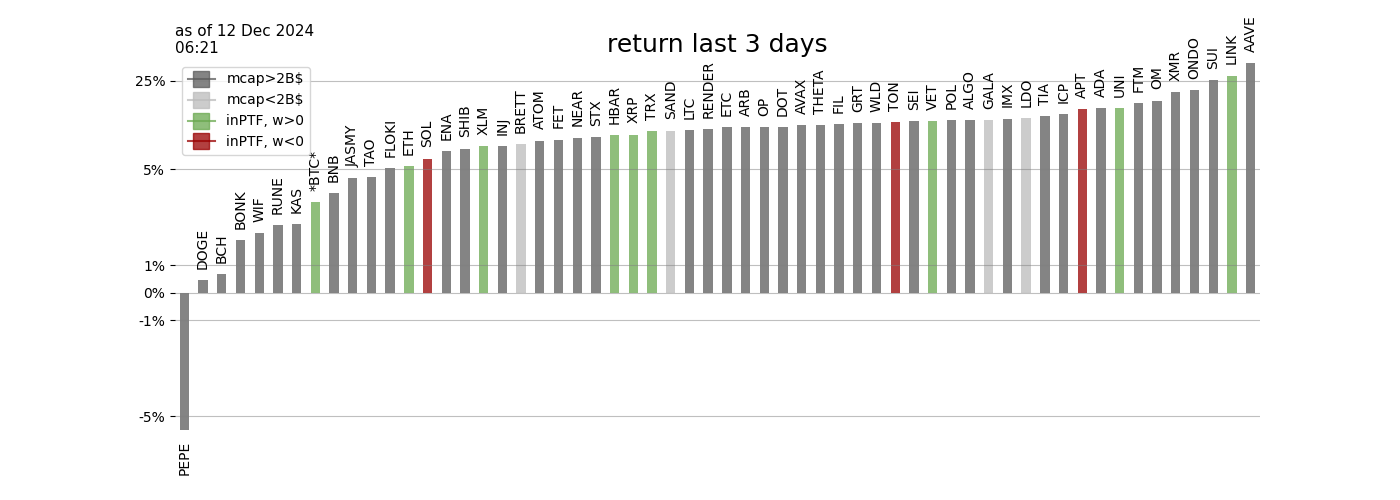 as of 12 Dec 2024
06:21
return last 3 days
mcap>2B$
mcap<2B$
inPTF, w>0
inPTF, w<0
25%
5%
1%
0%
-1%
-5%
PEPE
DOGE
BCH
BONK
WIF
RUNE
KAS
*BTC*
BNB
JASMY
TAO
FLOKI
ETH
SOL
ENA
SHIB
XLM
INJ
BRETT
ATOM
FET
NEAR
STX
HBAR
XRP
TRX
SAND
LTC
RENDER
ETC
ARB
OP
DOT
AVAX
THETA
FIL
GRT
WLD
TON
SEI
VET
POL
ALGO
GALA
IMX
LDO
TIA
ICP
APT
ADA
UNI
FTM
OM
XMR
ONDO
SUI
LINK
AAVE